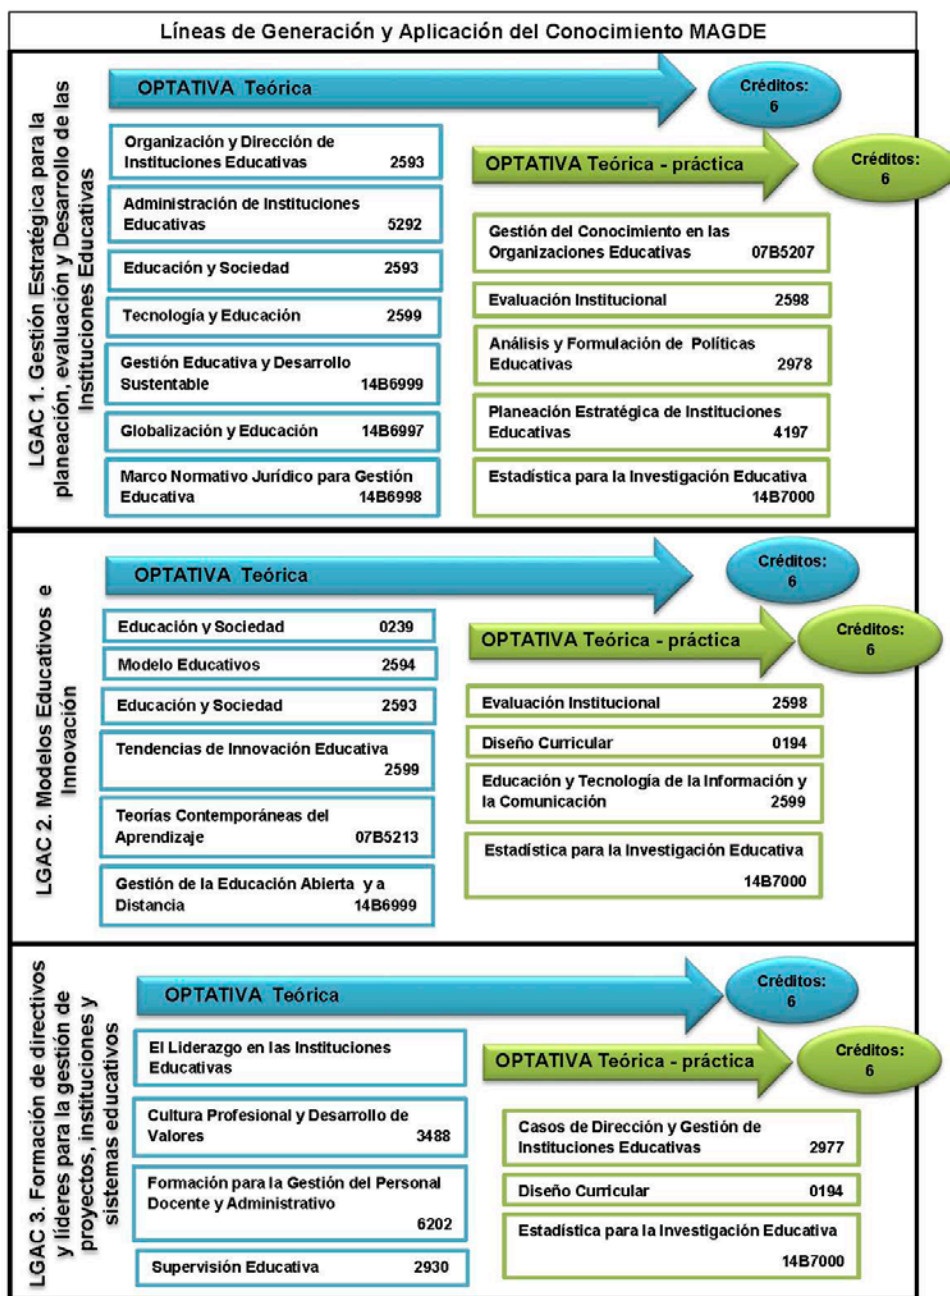 Líneas de Generación y Aplicación del Conocimiento MAGDE
LGAC 1. Gestión Estratégica para la
planeación, evaluación y Desarrollo de las
Instituciones Educativas
OPTATIVA Teórica
Créditos:
6
Organización y Dirección de
Instituciones Educativas 2593
Administración de Instituciones
Educativas 5292
Educación y Sociedad 2593
Tecnología y Educación 2599
Gestión Educativa y Desarrollo
Sustentable 14B6999
Globalización y Educación 14B6997
Marco Normativo Jurídico para Gestión
Educativa 14B6998
OPTATIVA Teórica - práctica
Créditos:
6
Gestión del Conocimiento en las
Organizaciones Educativas 07B5207
Evaluación Institucional 2598
Análisis y Formulación de Políticas
Educativas 2978
Planeación Estratégica de Instituciones
Educativas 4197
Estadística para la Investigación Educativa
14B7000
LGAC 2. Modelos Educativos e
Innovación
OPTATIVA Teórica
Créditos:
6
Educación y Sociedad 0239
Modelo Educativos 2594
Educación y Sociedad 2593
Tendencias de Innovación Educativa
2599
Teorías Contemporáneas del
Aprendizaje 07B5213
Gestión de la Educación Abierta y a
Distancia 14B6999
OPTATIVA Teórica - práctica
Créditos:
6
Evaluación Institucional 2598
Diseño Curricular 0194
Educación y Tecnología de la Información y
la Comunicación 2599
Estadística para la Investigación Educativa
14B7000
LGAC 3. Formación de directivos
y líderes para la gestión de
proyectos, instituciones y
sistemas educativos
OPTATIVA Teórica
Créditos:
6
El Liderazgo en las Instituciones
Educativas
Cultura Profesional y Desarrollo de
Valores 3488
Formación para la Gestión del Personal
Docente y Administrativo
6202
Supervisión Educativa 2930
OPTATIVA Teórica - práctica
Créditos:
6
Casos de Dirección y Gestión de
Instituciones Educativas 2977
Diseño Curricular 0194
Estadística para la Investigación Educativa
14B7000